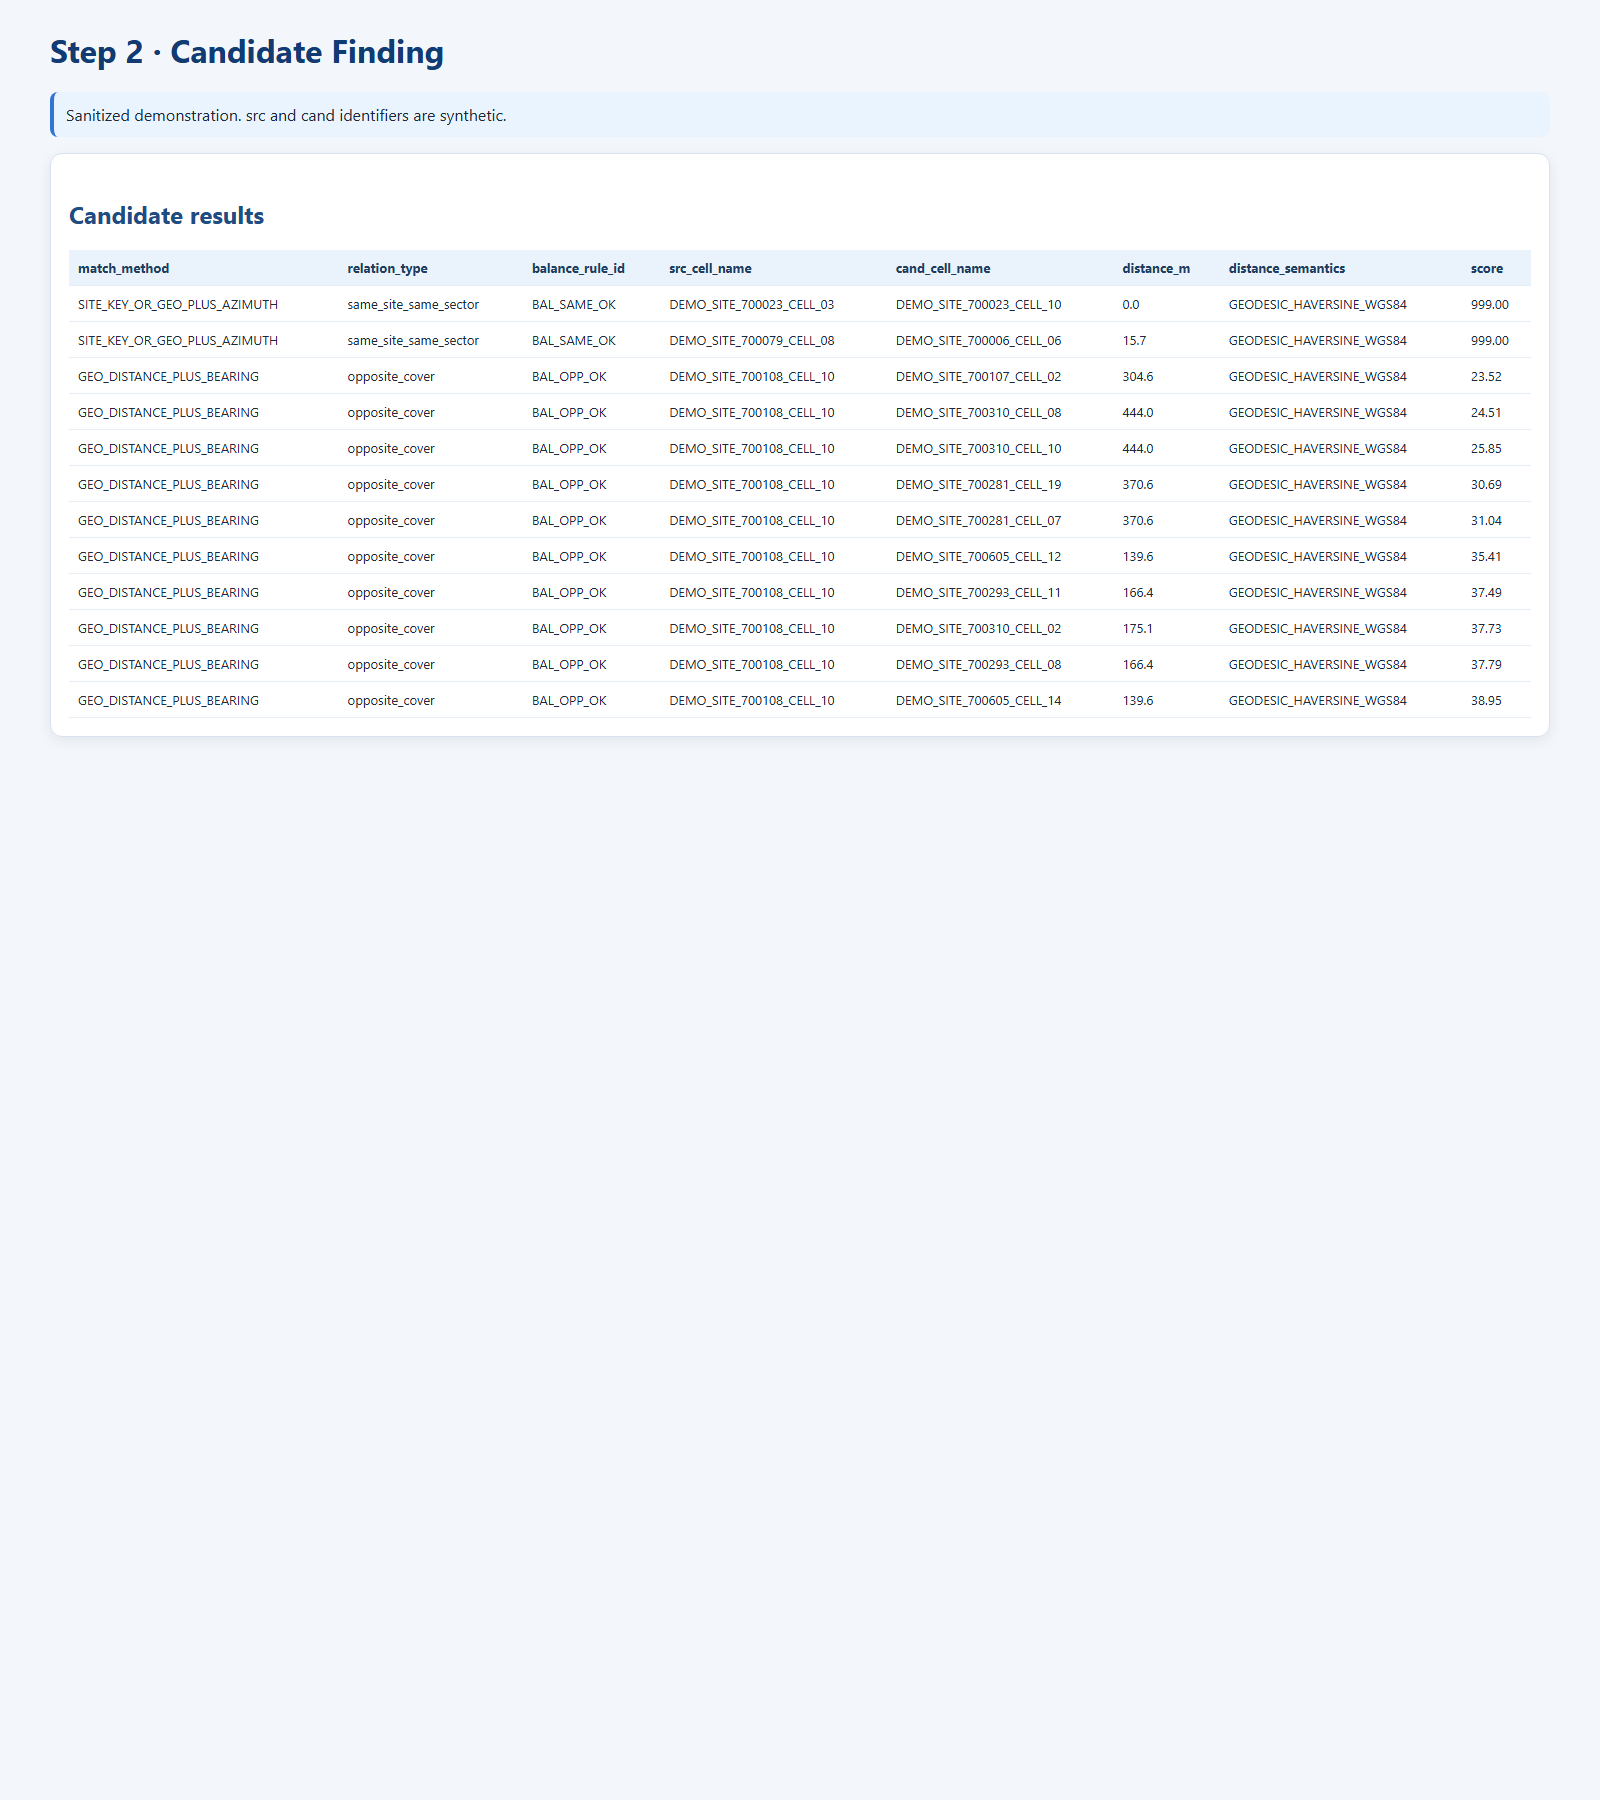 Step 2 · Candidate Finding
Sanitized demonstration. src and cand identifiers are synthetic.
Candidate results
match_method relation_type balance_rule_id src_cell_name cand_cell_name distance_m distance_semantics score
SITE_KEY_OR_GEO_PLUS_AZIMUTH same_site_same_sector BAL_SAME_OK DEMO_SITE_700023_CELL_03 DEMO_SITE_700023_CELL_10 0.0 GEODESIC_HAVERSINE_WGS84 999.00
SITE_KEY_OR_GEO_PLUS_AZIMUTH same_site_same_sector BAL_SAME_OK DEMO_SITE_700079_CELL_08 DEMO_SITE_700006_CELL_06 15.7 GEODESIC_HAVERSINE_WGS84 999.00
GEO_DISTANCE_PLUS_BEARING opposite_cover BAL_OPP_OK DEMO_SITE_700108_CELL_10 DEMO_SITE_700107_CELL_02 304.6 GEODESIC_HAVERSINE_WGS84 23.52
GEO_DISTANCE_PLUS_BEARING opposite_cover BAL_OPP_OK DEMO_SITE_700108_CELL_10 DEMO_SITE_700310_CELL_08 444.0 GEODESIC_HAVERSINE_WGS84 24.51
GEO_DISTANCE_PLUS_BEARING opposite_cover BAL_OPP_OK DEMO_SITE_700108_CELL_10 DEMO_SITE_700310_CELL_10 444.0 GEODESIC_HAVERSINE_WGS84 25.85
GEO_DISTANCE_PLUS_BEARING opposite_cover BAL_OPP_OK DEMO_SITE_700108_CELL_10 DEMO_SITE_700281_CELL_19 370.6 GEODESIC_HAVERSINE_WGS84 30.69
GEO_DISTANCE_PLUS_BEARING opposite_cover BAL_OPP_OK DEMO_SITE_700108_CELL_10 DEMO_SITE_700281_CELL_07 370.6 GEODESIC_HAVERSINE_WGS84 31.04
GEO_DISTANCE_PLUS_BEARING opposite_cover BAL_OPP_OK DEMO_SITE_700108_CELL_10 DEMO_SITE_700605_CELL_12 139.6 GEODESIC_HAVERSINE_WGS84 35.41
GEO_DISTANCE_PLUS_BEARING opposite_cover BAL_OPP_OK DEMO_SITE_700108_CELL_10 DEMO_SITE_700293_CELL_11 166.4 GEODESIC_HAVERSINE_WGS84 37.49
GEO_DISTANCE_PLUS_BEARING opposite_cover BAL_OPP_OK DEMO_SITE_700108_CELL_10 DEMO_SITE_700310_CELL_02 175.1 GEODESIC_HAVERSINE_WGS84 37.73
GEO_DISTANCE_PLUS_BEARING opposite_cover BAL_OPP_OK DEMO_SITE_700108_CELL_10 DEMO_SITE_700293_CELL_08 166.4 GEODESIC_HAVERSINE_WGS84 37.79
GEO_DISTANCE_PLUS_BEARING opposite_cover BAL_OPP_OK DEMO_SITE_700108_CELL_10 DEMO_SITE_700605_CELL_14 139.6 GEODESIC_HAVERSINE_WGS84 38.95